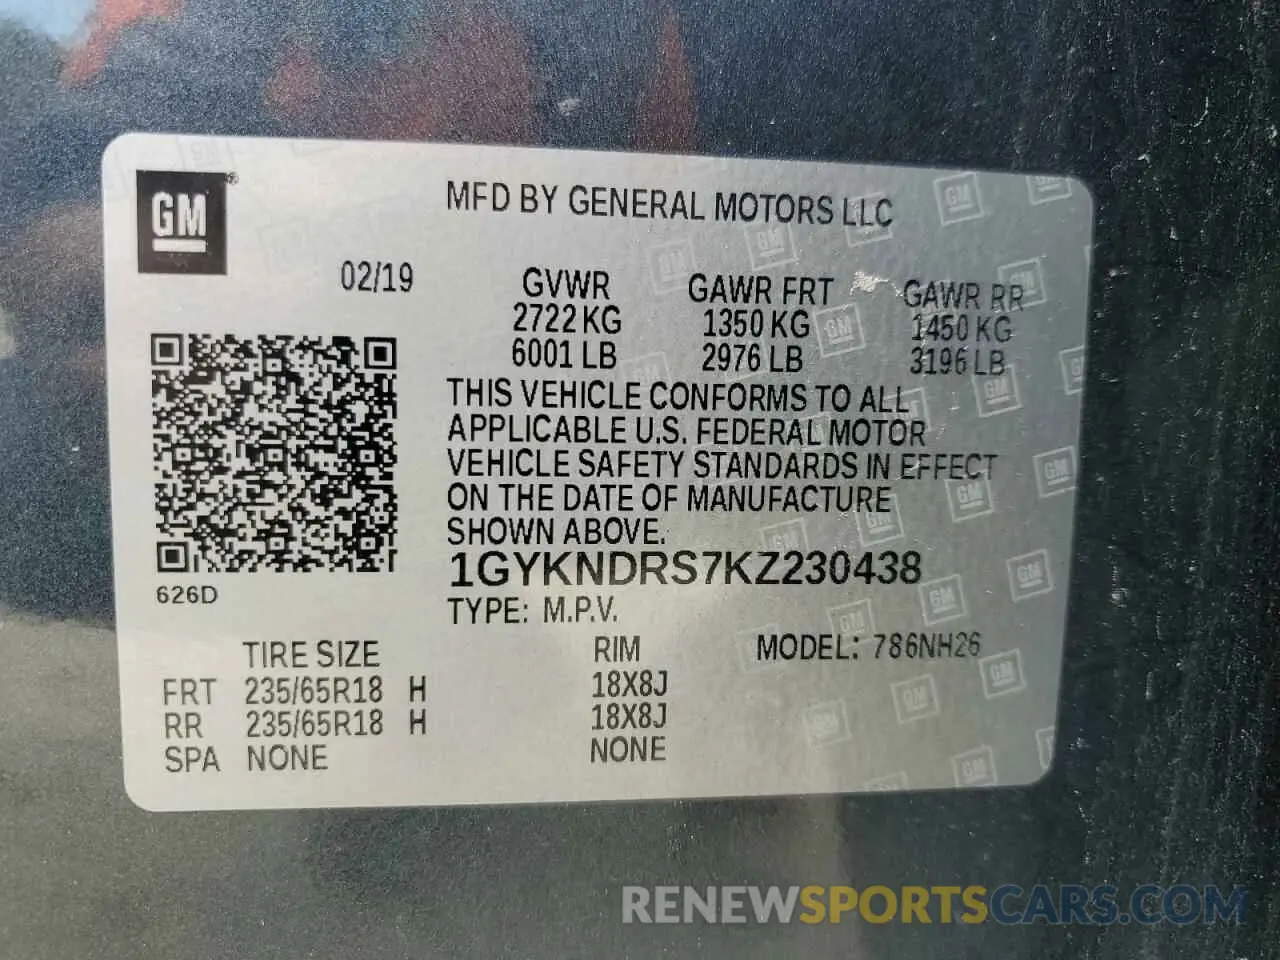 GM
MFD BY GENERAL MOTORS LLC
02/19
GVWR GAWR FRT GAWR RR
2722 KG 1350 KG 1450 KG
6001 LB 2976 LB 3196 LB
THIS VEHICLE CONFORMS TO ALL
APPLICABLE U.S. FEDERAL MOTOR
VEHICLE SAFETY STANDARDS IN EFFECT
ON THE DATE OF MANUFACTURE
SHOWN ABOVE.
1GYKNDRS7KZ230438
626D
TYPE: M.P.V.
TIRE SIZE RIM MODEL: 786NH26
FRT 235/65R18 H 18X8J
RR 235/65R18 H 18X8J
SPA NONE NONE
RENEWSPORTSCARS.COM